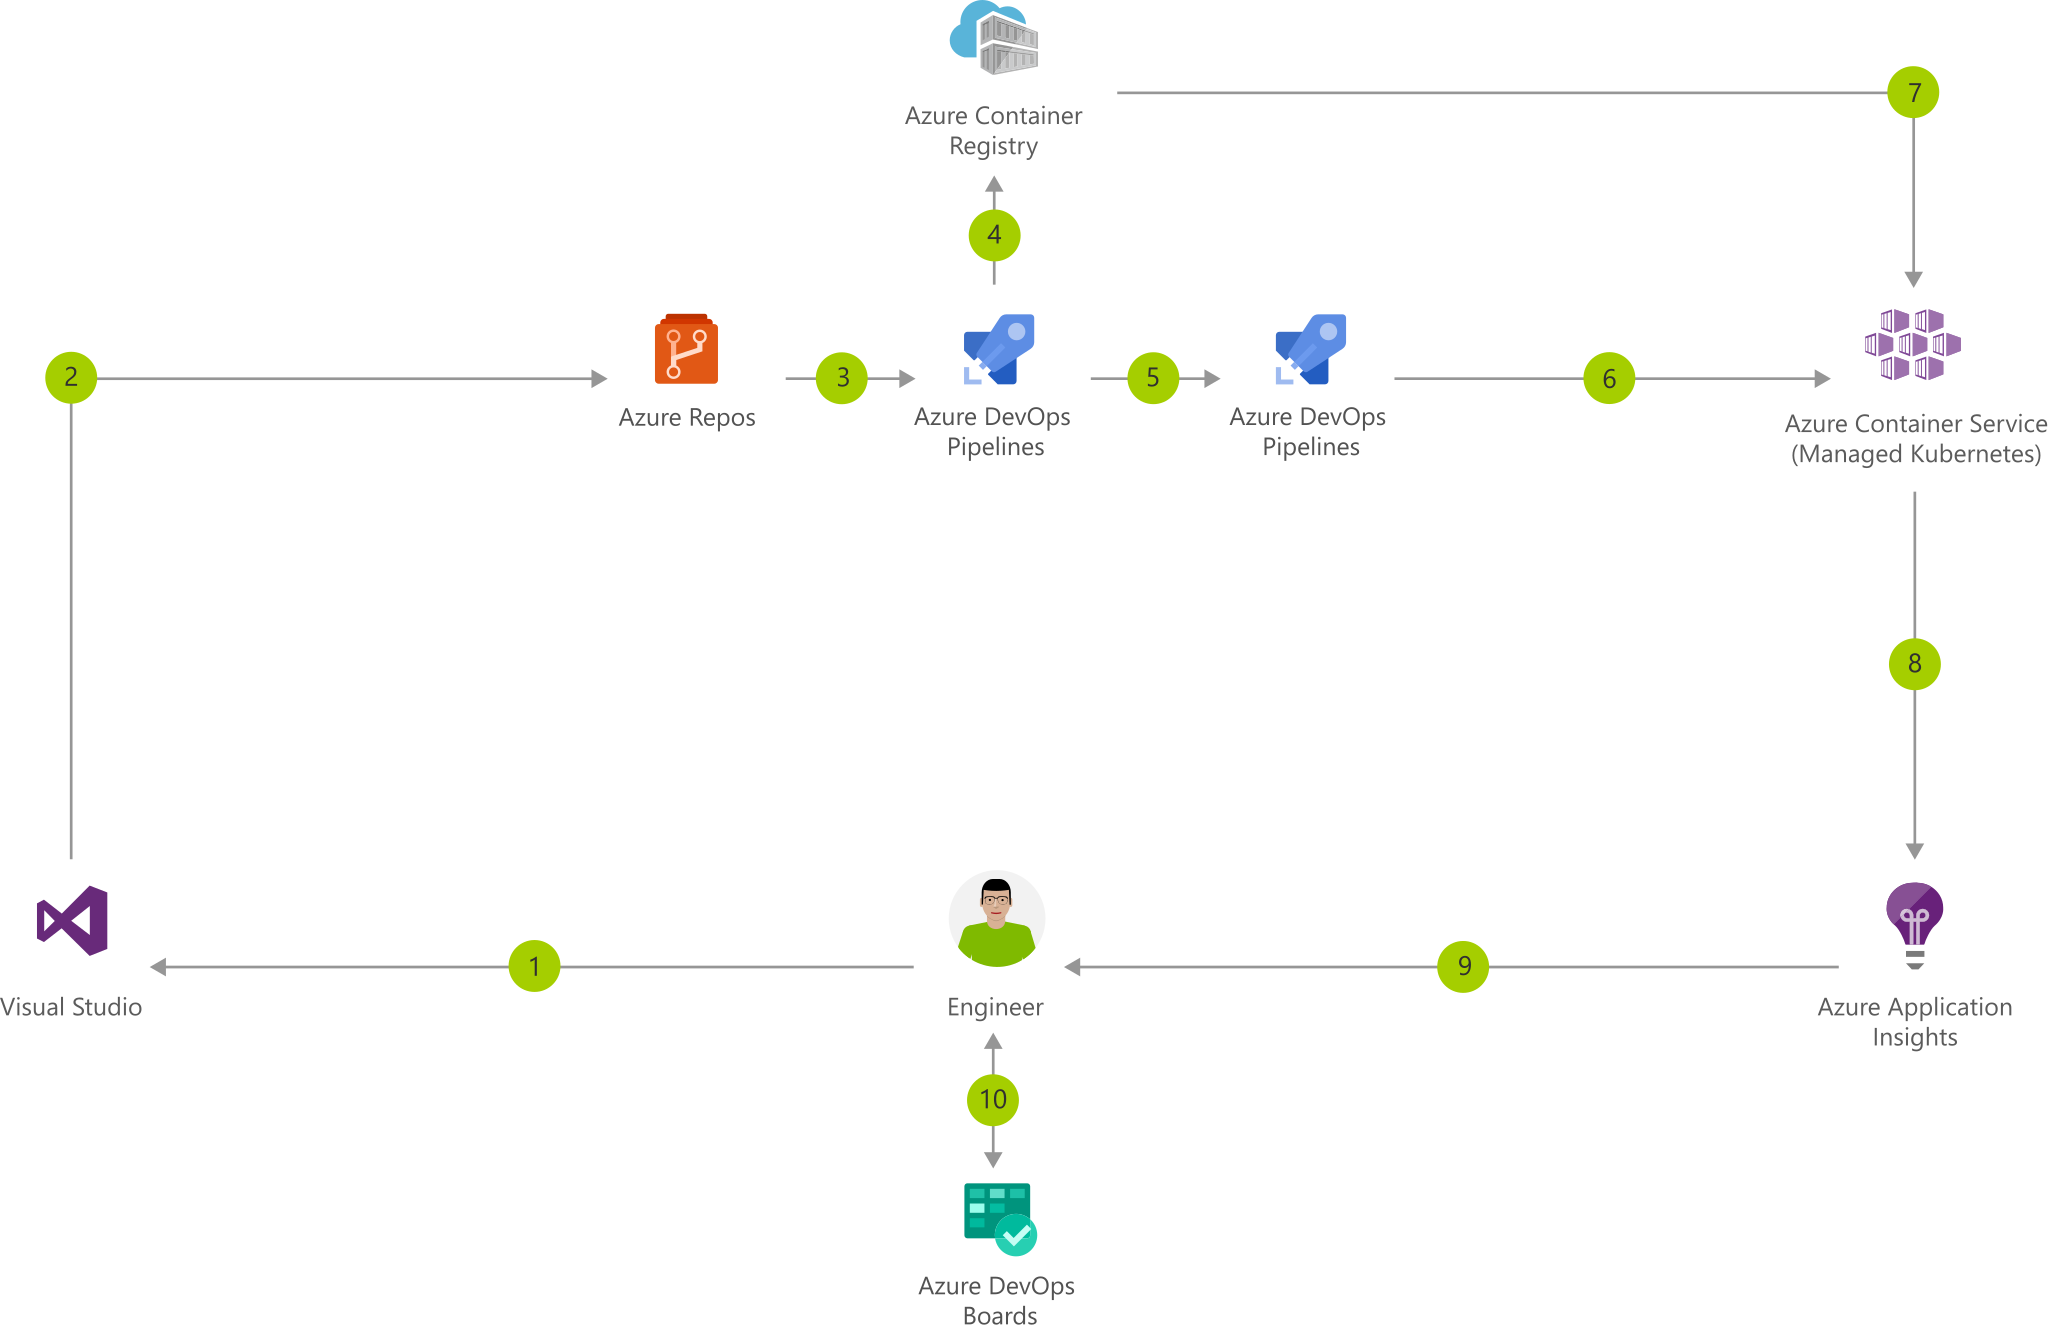 Azure Container
Registry
7
4
2
3
5
6
Azure Repos
Azure DevOps
Pipelines
Azure DevOps
Pipelines
Azure Container Service
(Managed Kubernetes)
8
1
9
Visual Studio
Engineer
Azure Application
Insights
10
Azure DevOps
Boards